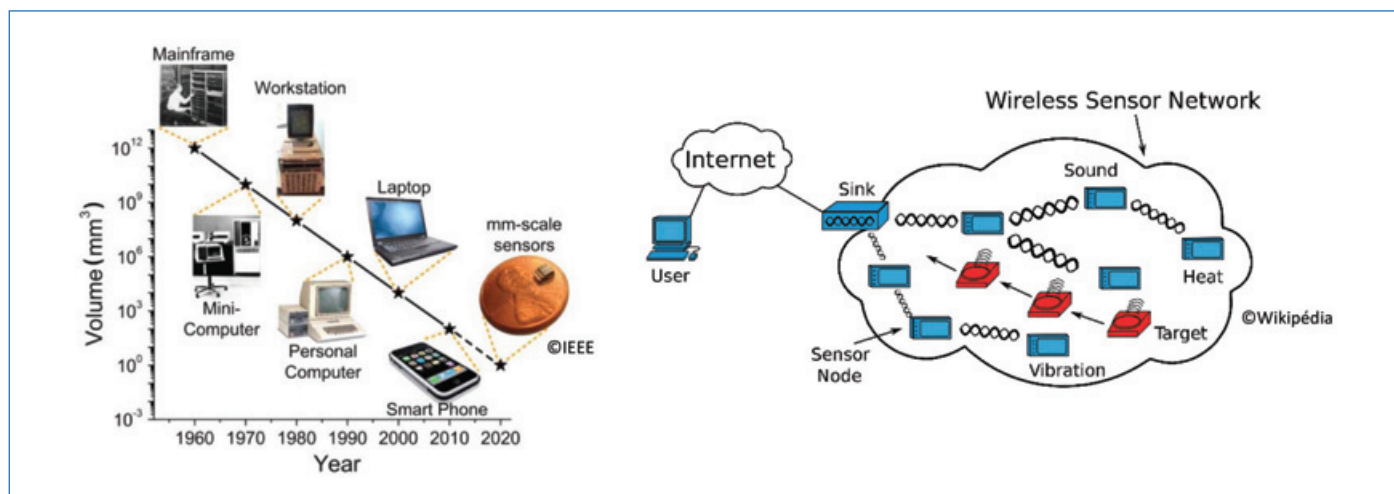 Mainframe
Workstation
Laptop
mm-scale
sensors
Mini-
Computer
Personal
Computer
Smart Phone
©IEEE
Volume (mm³)
10¹²
10⁹
10⁶
10³
10⁰
10⁻³
1960 1970 1980 1990 2000 2010 2020
Year
Wireless Sensor Network
Internet
Sink
Sound
User
Heat
Target
©Wikipédia
Sensor
Node
Vibration